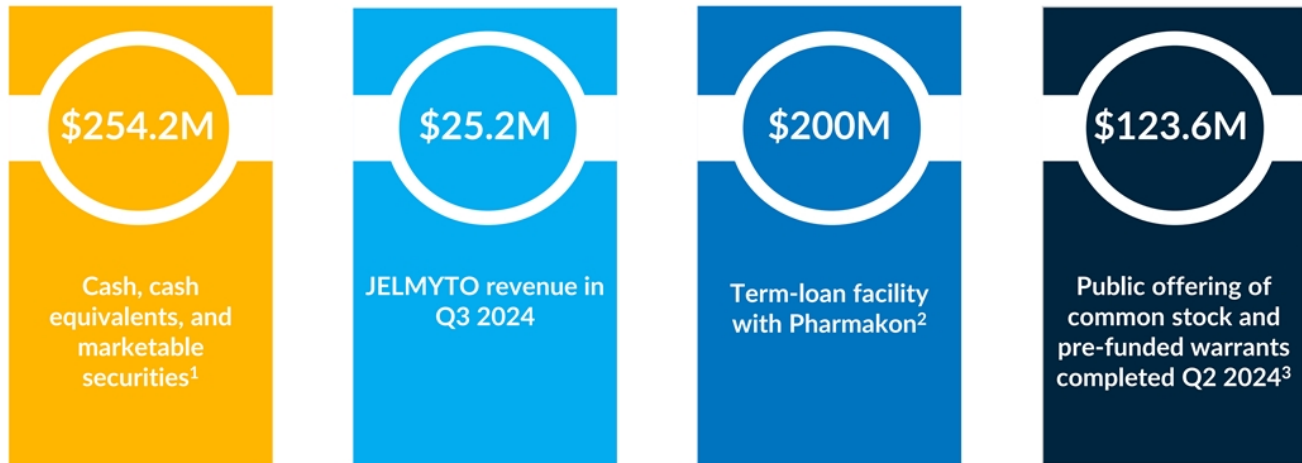 $254.2M
Cash, cash
equivalents, and
marketable
securities¹
$25.2M
JELMYTO revenue in
Q3 2024
$200M
Term-loan facility
with Pharmakon²
$123.6M
Public offering of
common stock and
pre-funded warrants
completed Q2 2024³